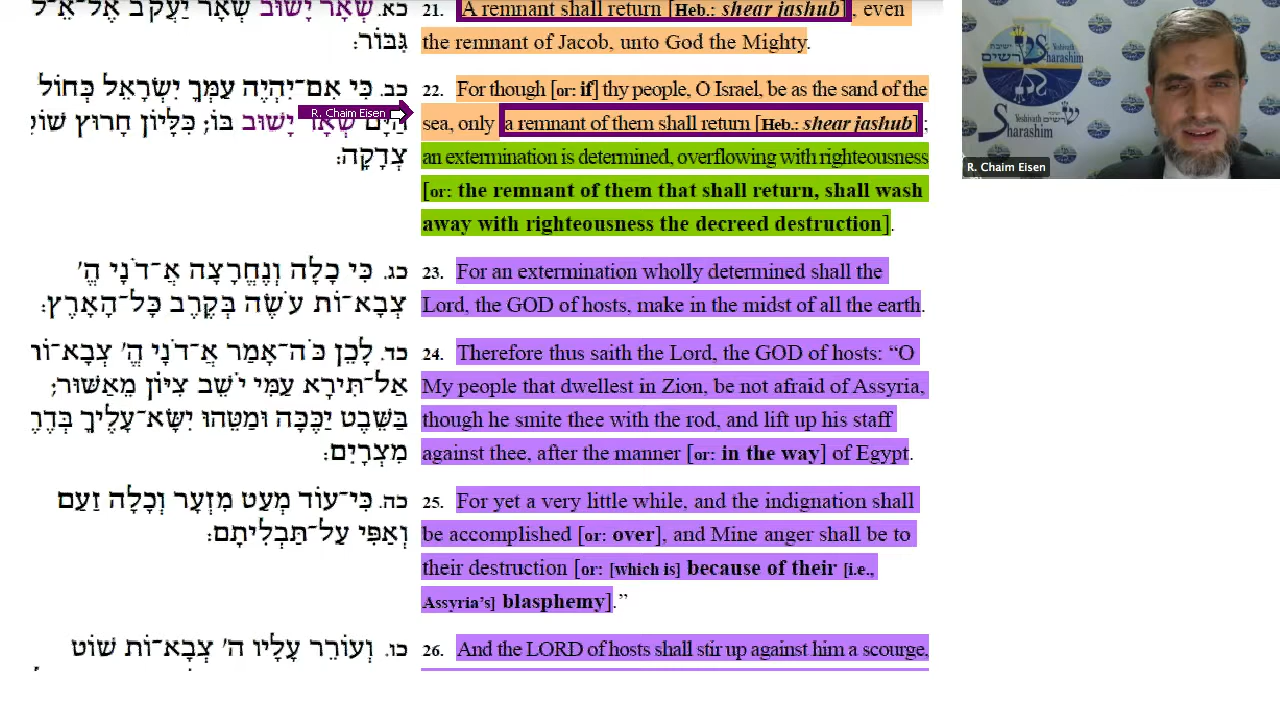 כא. שְׁאָר יָשׁוּב שְׁאָר יַעֲקֹב אֶל־אֵ־ל
גִּבּוֹר:
21. A remnant shall return [Heb.: shear jashub], even
the remnant of Jacob, unto God the Mighty.
כב. כִּי אִם־יִהְיֶה עַמְּךָ יִשְׂרָאֵל כְּחוֹל
הַיָּם שְׁאָר יָשׁוּב בּוֹ; כִּלָּיוֹן חָרוּץ
צְדָקָה:
22. For though [or: if] thy people, O Israel, be as the sand of the
sea, only a remnant of them shall return [Heb.: shear jashub];
an extermination is determined, overflowing with righteousness
[or: the remnant of them that shall return, shall wash
away with righteousness the decreed destruction].
כג. כִּי כָלָה וְנֶחֱרָצָה אֲ־דֹנָי הֱ'
צְבָא־וֹת עֹשֶׂה בְּקֶרֶב כָּל־הָאָרֶץ:
23. For an extermination wholly determined shall the
Lord, the GOD of hosts, make in the midst of all the earth.
כד. לָכֵן כֹּה־אָמַר אֲ־דֹנָי הֱ' צְבָא־וֹ
אַל־תִּירָא עַמִּי יֹשֵׁב צִיּוֹן מֵאַשּׁוּר;
בַּשֵּׁבֶט יַכֶּכָּה וּמַטֵּהוּ יִשָּׂא־עָלֶיךָ בְּדֶרֶ
מִצְרָיִם:
24. Therefore thus saith the Lord, the GOD of hosts: “O
My people that dwellest in Zion, be not afraid of Assyria,
though he smite thee with the rod, and lift up his staff
against thee, after the manner [or: in the way] of Egypt.
כה. כִּי־עוֹד מְעַט מִזְעָר וְכָלָה זַעַם
וְאַפִּי עַל־תַּבְלִיתָם:
25. For yet a very little while, and the indignation shall
be accomplished [or: over], and Mine anger shall be to
their destruction [or: [which is] because of their [i.e.,
Assyria’s] blasphemy].”
כו. וְעוֹרֵר עָלָיו ה' צְבָא־וֹת שׁוֹט
26. And the LORD of hosts shall stir up against him a scourge,
R. Chaim Eisen
ישיבת
שרשים
Yeshivath
Sharashim
Yeshivath
Sharashim
R. Chaim Eisen